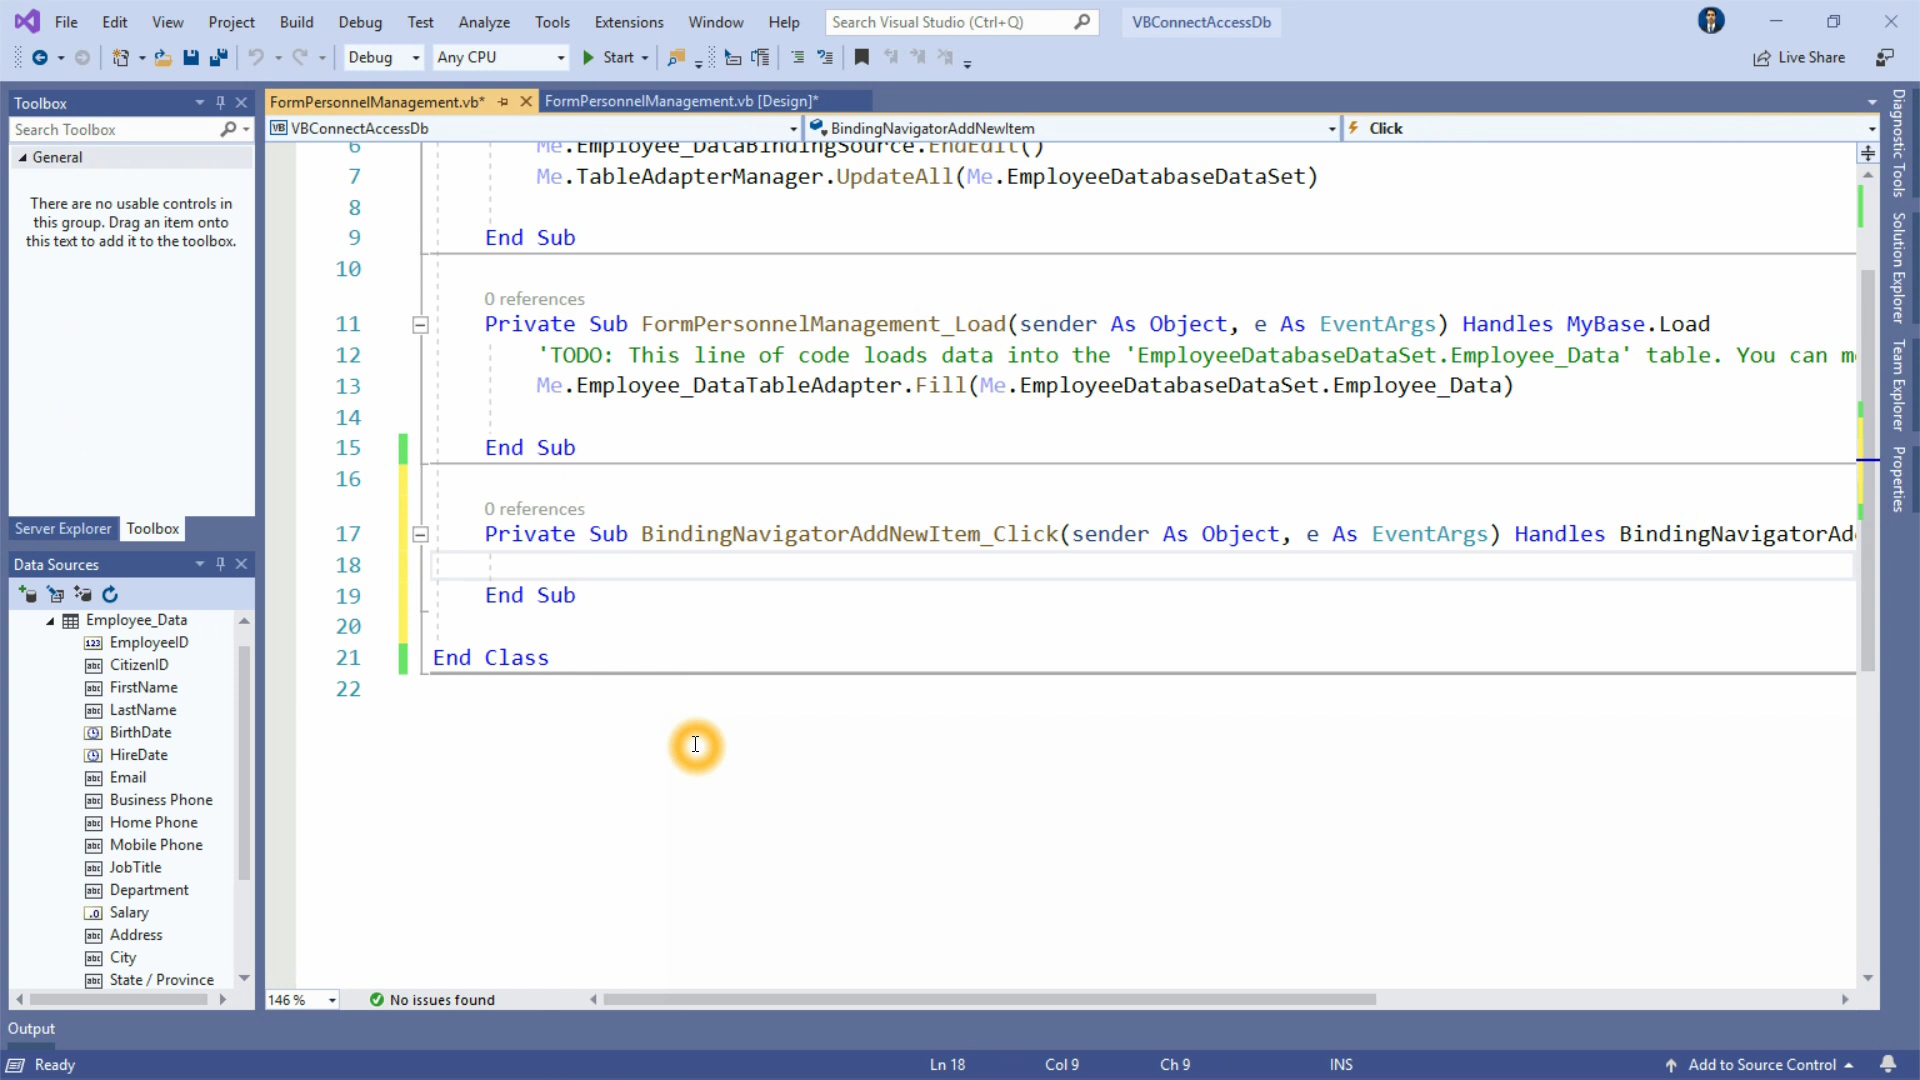 File Edit View Project Build Debug Test Analyze Tools Extensions Window Help Search Visual Studio (Ctrl+Q) VBConnectAccessDb
Debug Any CPU Start Live Share
Toolbox
Search Toolbox
General
There are no usable controls in
this group. Drag an item onto
this text to add it to the toolbox.
Server Explorer Toolbox
Data Sources
Employee_Data
EmployeeID
CitizenID
FirstName
LastName
BirthDate
HireDate
Email
Business Phone
Home Phone
Mobile Phone
JobTitle
Department
Salary
Address
City
State / Province
FormPersonnelManagement.vb* FormPersonnelManagement.vb [Design]*
VBConnectAccessDb BindingNavigatorAddNewItem Click
6 Me.Employee_DataBindingSource.EndEdit()
7 Me.TableAdapterManager.UpdateAll(Me.EmployeeDatabaseDataSet)
8
9 End Sub
10
0 references
11 Private Sub FormPersonnelManagement_Load(sender As Object, e As EventArgs) Handles MyBase.Load
12 'TODO: This line of code loads data into the 'EmployeeDatabaseDataSet.Employee_Data' table. You can m
13 Me.Employee_DataTableAdapter.Fill(Me.EmployeeDatabaseDataSet.Employee_Data)
14
15 End Sub
16
0 references
17 Private Sub BindingNavigatorAddNewItem_Click(sender As Object, e As EventArgs) Handles BindingNavigatorAd
18
19 End Sub
20
21 End Class
22
146 % No issues found
Diagnostic Tools
Solution Explorer
Team Explorer
Properties
Output
Ready Ln 18 Col 9 Ch 9 INS Add to Source Control